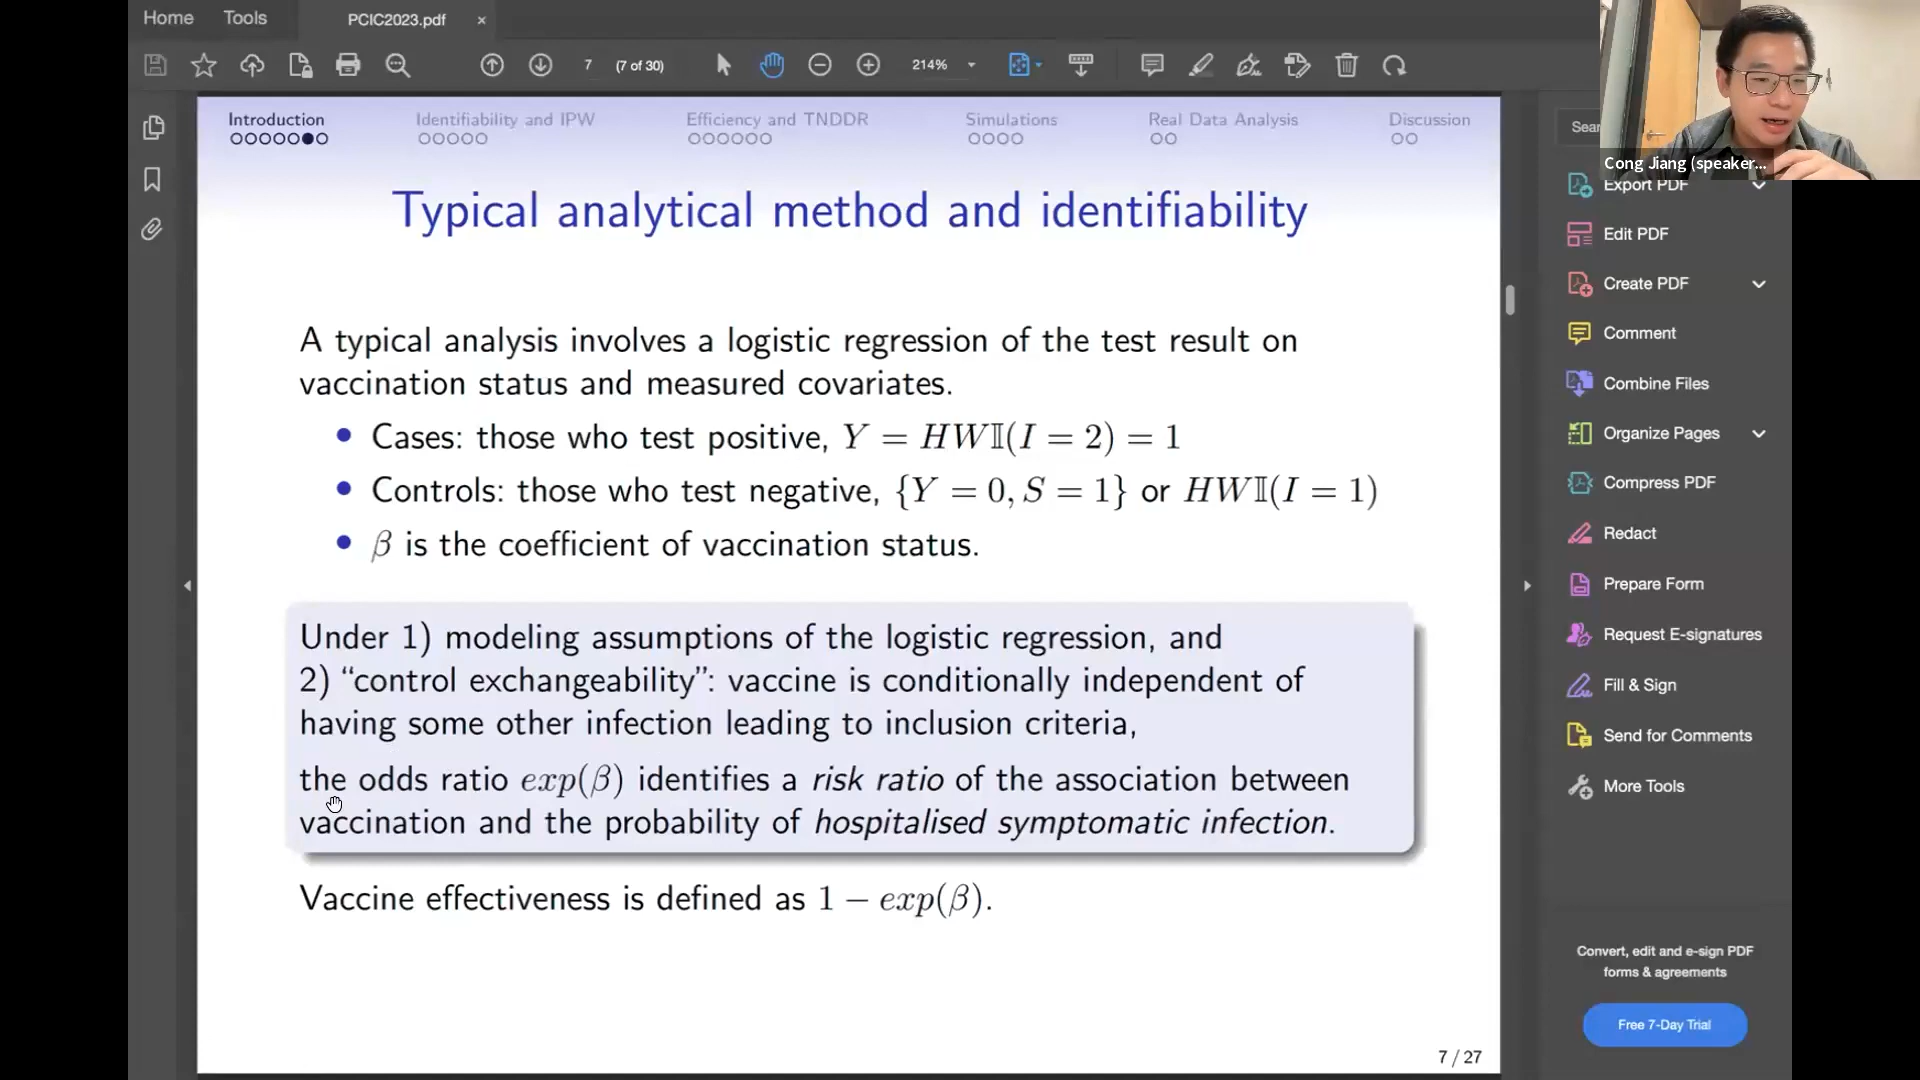 Home Tools PCIC2023.pdf ×
7 (7 of 30) 214%
Introduction Identifiability and IPW Efficiency and TNDDR Simulations Real Data Analysis Discussion
Typical analytical method and identifiability
A typical analysis involves a logistic regression of the test result on
vaccination status and measured covariates.
• Cases: those who test positive, Y = HW𝕀(I = 2) = 1
• Controls: those who test negative, {Y = 0, S = 1} or HW𝕀(I = 1)
• β is the coefficient of vaccination status.
Under 1) modeling assumptions of the logistic regression, and
2) “control exchangeability”: vaccine is conditionally independent of
having some other infection leading to inclusion criteria,
the odds ratio exp(β) identifies a risk ratio of the association between
vaccination and the probability of hospitalised symptomatic infection.
Vaccine effectiveness is defined as 1 − exp(β).
7 / 27
Sear
Cong Jiang (speaker...
Export PDF
Edit PDF
Create PDF
Comment
Combine Files
Organize Pages
Compress PDF
Redact
Prepare Form
Request E-signatures
Fill & Sign
Send for Comments
More Tools
Convert, edit and e-sign PDF
forms & agreements
Free 7-Day Trial